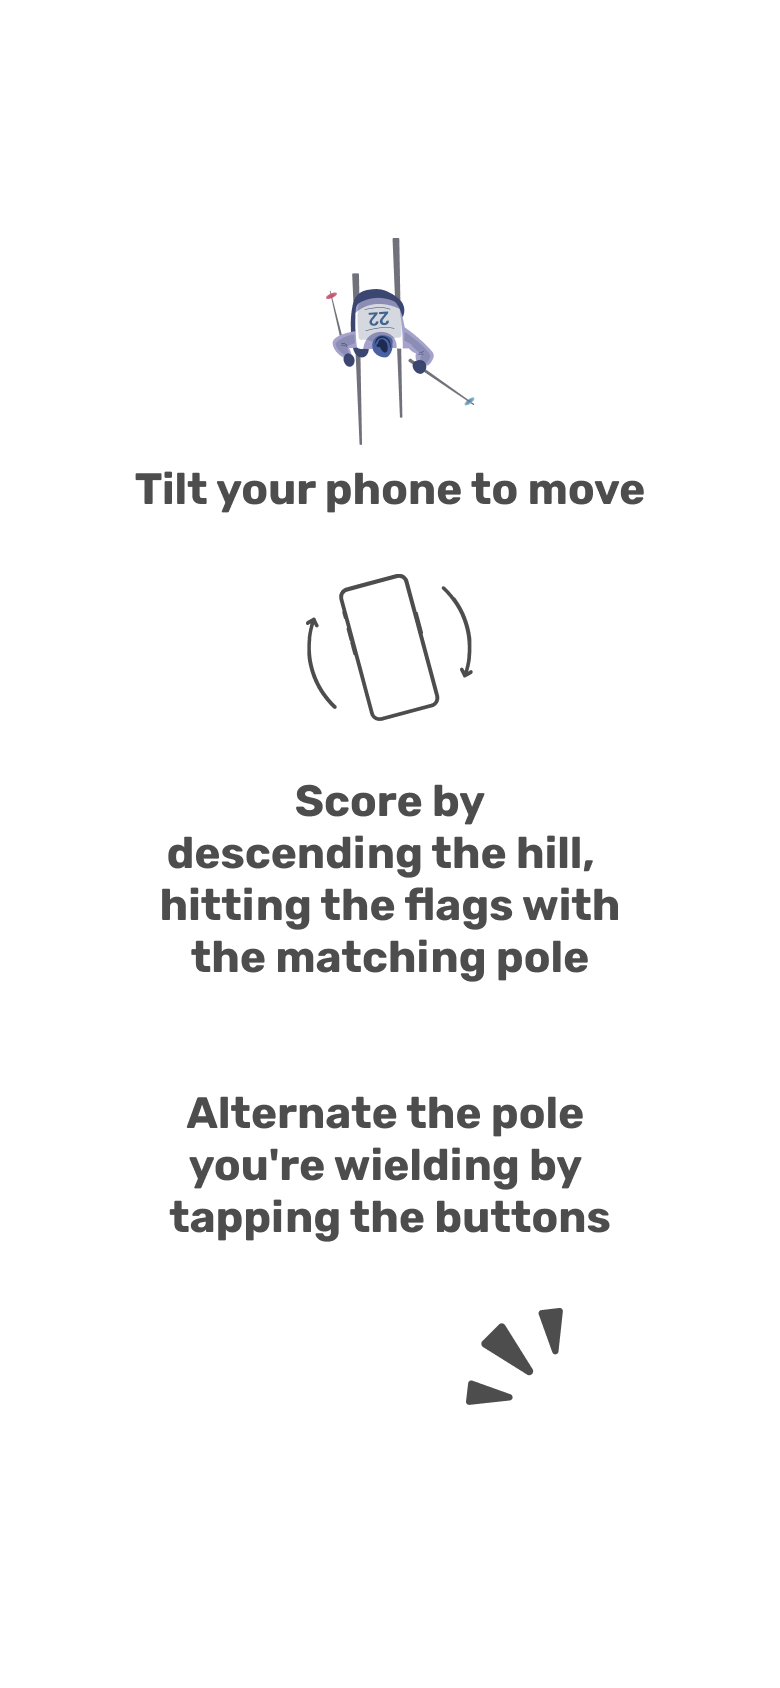 22
Tilt your phone to move
Score by
descending the hill,
hitting the flags with
the matching pole
Alternate the pole
you're wielding by
tapping the buttons